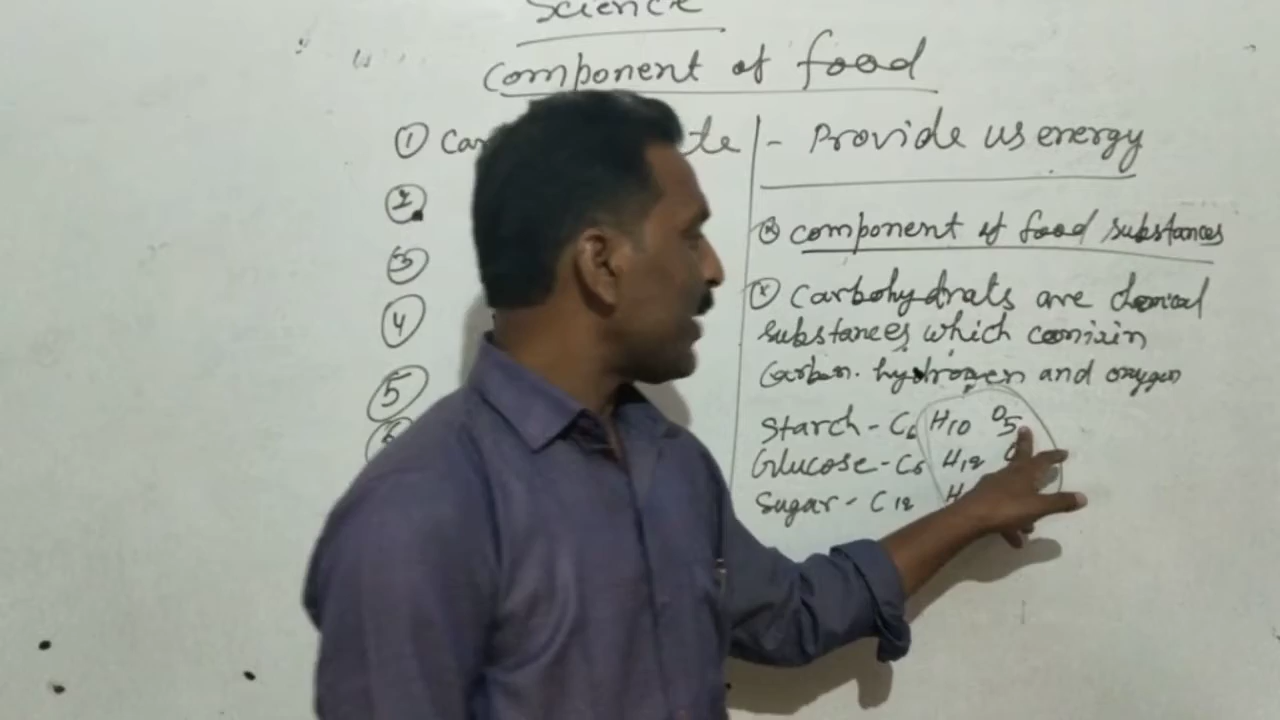 Science
Component of food
① Car te - Provide us energy
2
3
4
5
component of food substances
Carbohydrats are chemical
substances which conixin
Carbon. hydrogen and oxygen
Starch - C6 H10 O5
Glucose - C6 H12
Sugar - C12 H